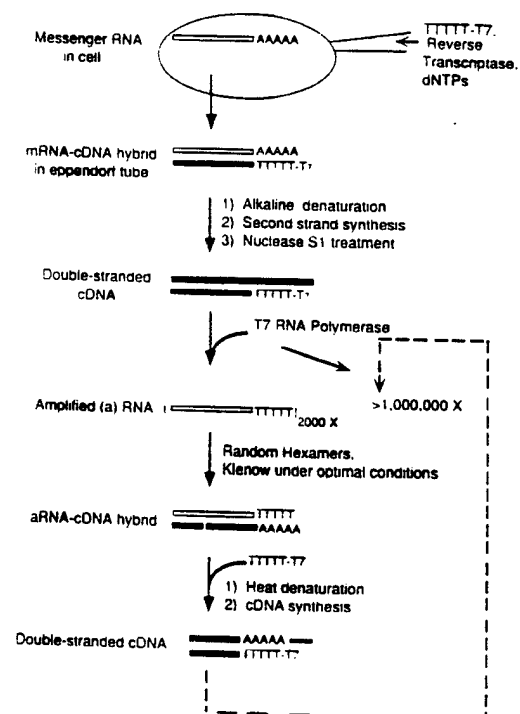 Messenger RNA
in cell
AAAAA
TTTTT-T7.
Reverse
Transcriptase.
dNTPs
mRNA-cDNA hybrid
in eppendorf tube
AAAAA
TTTTT-T7
1) Alkaline denaturation
2) Second strand synthesis
3) Nuclease S1 treatment
Double-stranded
cDNA
TTTTT-T7
T7 RNA Polymerase
>1,000,000 X
Amplified (a) RNA
TTTTT
2000 X
Random Hexamers.
Klenow under optimal conditions
aRNA-cDNA hybrid
TTTTT
AAAAA
TTTTT-T7
1) Heat denaturation
2) cDNA synthesis
Double-stranded cDNA
AAAAA
TTTTT-T7